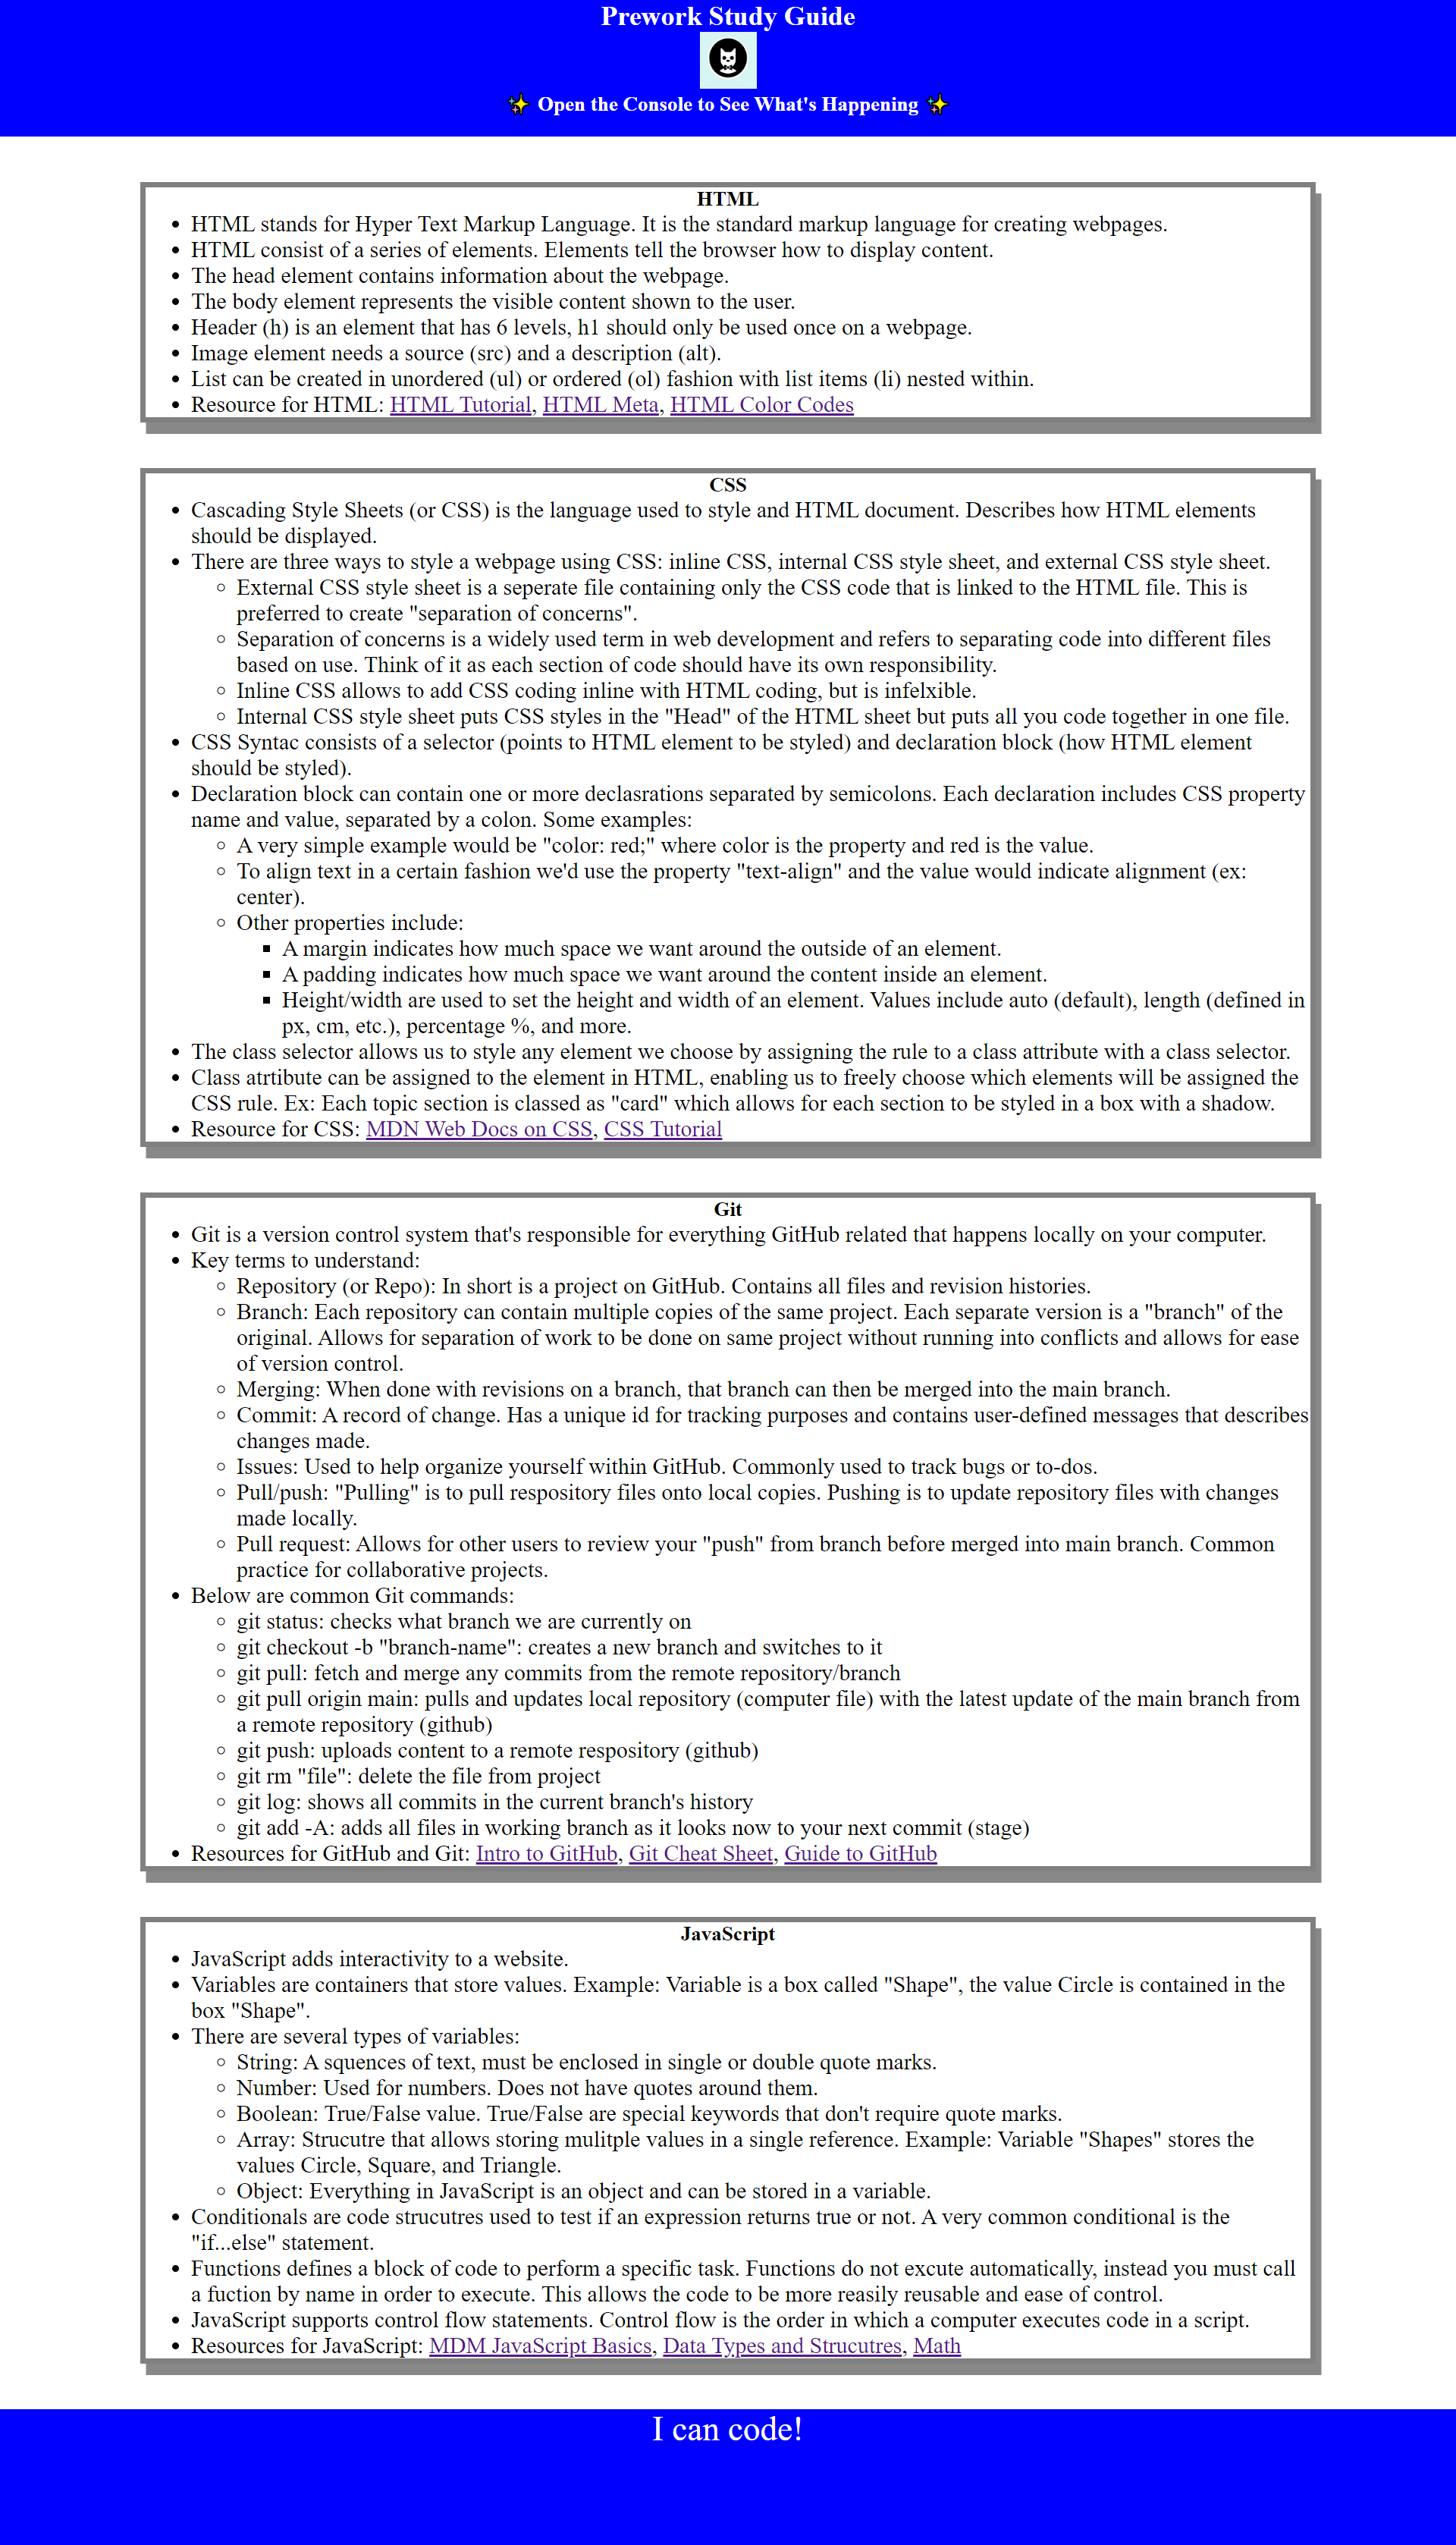 Prework Study Guide
✨ Open the Console to See What's Happening ✨
HTML
• HTML stands for Hyper Text Markup Language. It is the standard markup language for creating webpages.
• HTML consist of a series of elements. Elements tell the browser how to display content.
• The head element contains information about the webpage.
• The body element represents the visible content shown to the user.
• Header (h) is an element that has 6 levels, h1 should only be used once on a webpage.
• Image element needs a source (src) and a description (alt).
• List can be created in unordered (ul) or ordered (ol) fashion with list items (li) nested within.
• Resource for HTML: HTML Tutorial, HTML Meta, HTML Color Codes
CSS
• Cascading Style Sheets (or CSS) is the language used to style and HTML document. Describes how HTML elements
should be displayed.
• There are three ways to style a webpage using CSS: inline CSS, internal CSS style sheet, and external CSS style sheet.
◦ External CSS style sheet is a seperate file containing only the CSS code that is linked to the HTML file. This is
preferred to create "separation of concerns".
◦ Separation of concerns is a widely used term in web development and refers to separating code into different files
based on use. Think of it as each section of code should have its own responsibility.
◦ Inline CSS allows to add CSS coding inline with HTML coding, but is infelxible.
◦ Internal CSS style sheet puts CSS styles in the "Head" of the HTML sheet but puts all you code together in one file.
• CSS Syntac consists of a selector (points to HTML element to be styled) and declaration block (how HTML element
should be styled).
• Declaration block can contain one or more declasrations separated by semicolons. Each declaration includes CSS property
name and value, separated by a colon. Some examples:
◦ A very simple example would be "color: red;" where color is the property and red is the value.
◦ To align text in a certain fashion we'd use the property "text-align" and the value would indicate alignment (ex:
center).
◦ Other properties include:
▪ A margin indicates how much space we want around the outside of an element.
▪ A padding indicates how much space we want around the content inside an element.
▪ Height/width are used to set the height and width of an element. Values include auto (default), length (defined in
px, cm, etc.), percentage %, and more.
• The class selector allows us to style any element we choose by assigning the rule to a class attribute with a class selector.
• Class atrtibute can be assigned to the element in HTML, enabling us to freely choose which elements will be assigned the
CSS rule. Ex: Each topic section is classed as "card" which allows for each section to be styled in a box with a shadow.
• Resource for CSS: MDN Web Docs on CSS, CSS Tutorial
Git
• Git is a version control system that's responsible for everything GitHub related that happens locally on your computer.
• Key terms to understand:
◦ Repository (or Repo): In short is a project on GitHub. Contains all files and revision histories.
◦ Branch: Each repository can contain multiple copies of the same project. Each separate version is a "branch" of the
original. Allows for separation of work to be done on same project without running into conflicts and allows for ease
of version control.
◦ Merging: When done with revisions on a branch, that branch can then be merged into the main branch.
◦ Commit: A record of change. Has a unique id for tracking purposes and contains user-defined messages that describes
changes made.
◦ Issues: Used to help organize yourself within GitHub. Commonly used to track bugs or to-dos.
◦ Pull/push: "Pulling" is to pull respository files onto local copies. Pushing is to update repository files with changes
made locally.
◦ Pull request: Allows for other users to review your "push" from branch before merged into main branch. Common
practice for collaborative projects.
• Below are common Git commands:
◦ git status: checks what branch we are currently on
◦ git checkout -b "branch-name": creates a new branch and switches to it
◦ git pull: fetch and merge any commits from the remote repository/branch
◦ git pull origin main: pulls and updates local repository (computer file) with the latest update of the main branch from
a remote repository (github)
◦ git push: uploads content to a remote respository (github)
◦ git rm "file": delete the file from project
◦ git log: shows all commits in the current branch's history
◦ git add -A: adds all files in working branch as it looks now to your next commit (stage)
• Resources for GitHub and Git: Intro to GitHub, Git Cheat Sheet, Guide to GitHub
JavaScript
• JavaScript adds interactivity to a website.
• Variables are containers that store values. Example: Variable is a box called "Shape", the value Circle is contained in the
box "Shape".
• There are several types of variables:
◦ String: A squences of text, must be enclosed in single or double quote marks.
◦ Number: Used for numbers. Does not have quotes around them.
◦ Boolean: True/False value. True/False are special keywords that don't require quote marks.
◦ Array: Strucutre that allows storing mulitple values in a single reference. Example: Variable "Shapes" stores the
values Circle, Square, and Triangle.
◦ Object: Everything in JavaScript is an object and can be stored in a variable.
• Conditionals are code strucutres used to test if an expression returns true or not. A very common conditional is the
"if...else" statement.
• Functions defines a block of code to perform a specific task. Functions do not excute automatically, instead you must call
a fuction by name in order to execute. This allows the code to be more reasily reusable and ease of control.
• JavaScript supports control flow statements. Control flow is the order in which a computer executes code in a script.
• Resources for JavaScript: MDM JavaScript Basics, Data Types and Strucutres, Math
I can code!